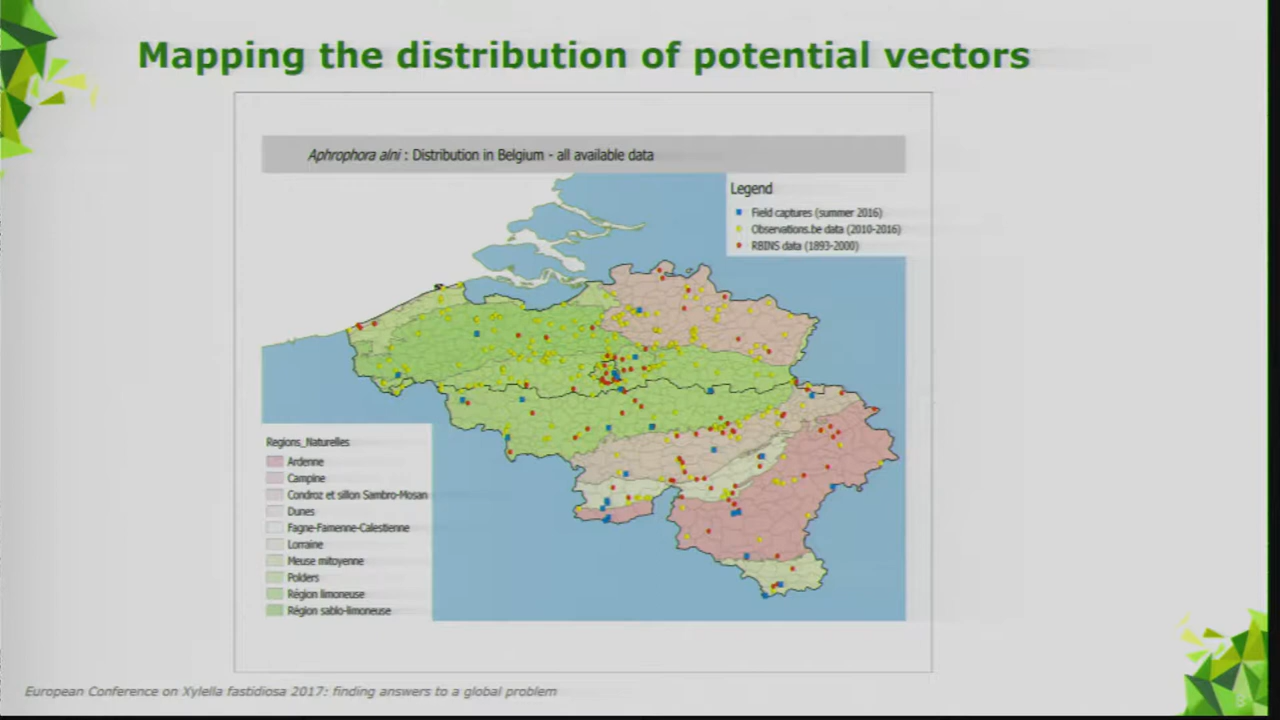 Mapping the distribution of potential vectors
Aphrophora alni : Distribution in Belgium - all available data
Legend
Field captures (summer 2016)
Observations.be data (2010-2016)
RBINS data (1893-2000)
Regions_Naturelles
Ardenne
Campine
Condroz et sillon Sambro-Mosan
Dunes
Fagne-Famenne-Calestienne
Lorraine
Meuse mitoyenne
Polders
Région limoneuse
Région sablo-limoneuse
European Conference on Xylella fastidiosa 2017: finding answers to a global problem